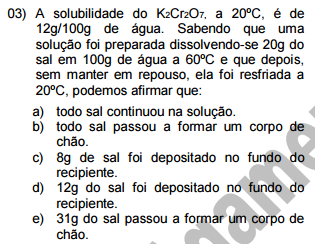 03) A solubilidade do K2Cr2O7, a 20ºC, é de
12g/100g de água. Sabendo que uma
solução foi preparada dissolvendo-se 20g do
sal em 100g de água a 60ºC e que depois,
sem manter em repouso, ela foi resfriada a
20ºC, podemos afirmar que:
a) todo sal continuou na solução.
b) todo sal passou a formar um corpo de
chão.
c) 8g de sal foi depositado no fundo do
recipiente.
d) 12g do sal foi depositado no fundo do
recipiente.
e) 31g do sal passou a formar um corpo de
chão.